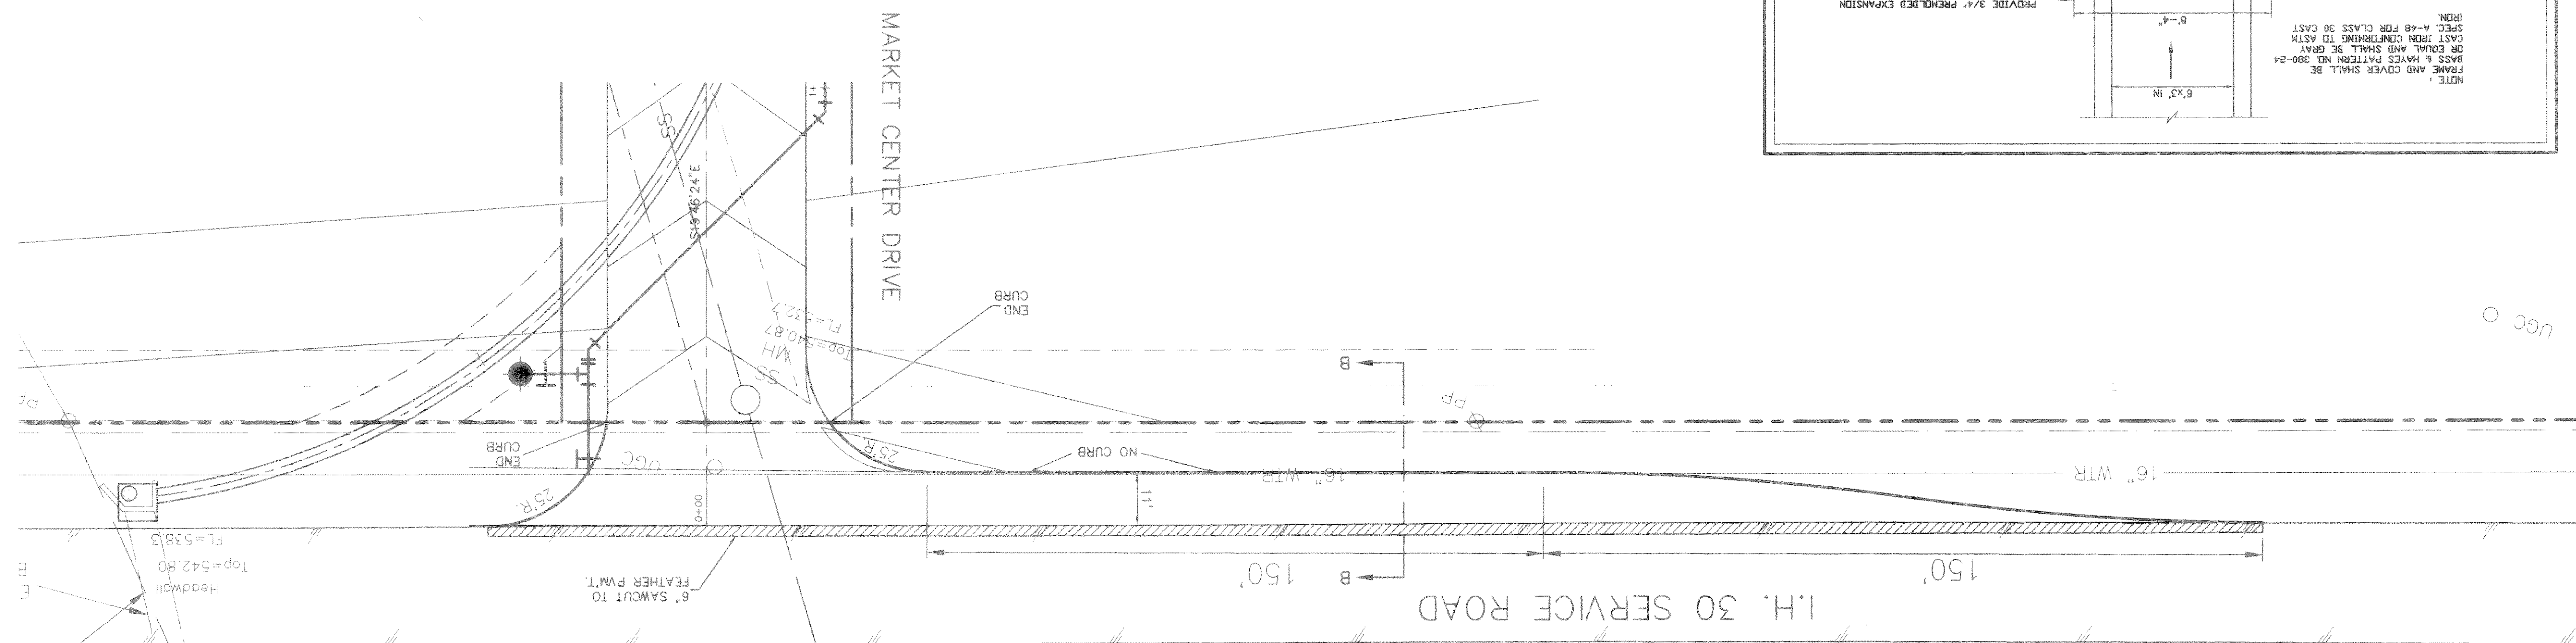 MARKET CENTER DRIVE
PROVIDE 3/4" PREMOLDED EXPANSION
8'-4"
6'x3' IN
NOTE :
FRAME AND COVER SHALL BE
BASS & HAYES PATTERN NO. 380-24
OR EQUAL AND SHALL BE GRAY
CAST IRON CONFORMING TO ASTM
SPEC. A-48 FOR CLASS 30 CAST
IRON.
SS
1+
END
CURB
SS
MH
Top=540.87
FL=532.7
B
UGC
PP
END
CURB
UGC
25'R.
25'R.
NO CURB
16" WTR
16" WTR
11'
0+00
Headwall
Top=542.80
FL=538.3
6" SAWCUT TO
FEATHER PVM'T.
150'
150'
B
E
B
I.H. 30 SERVICE ROAD